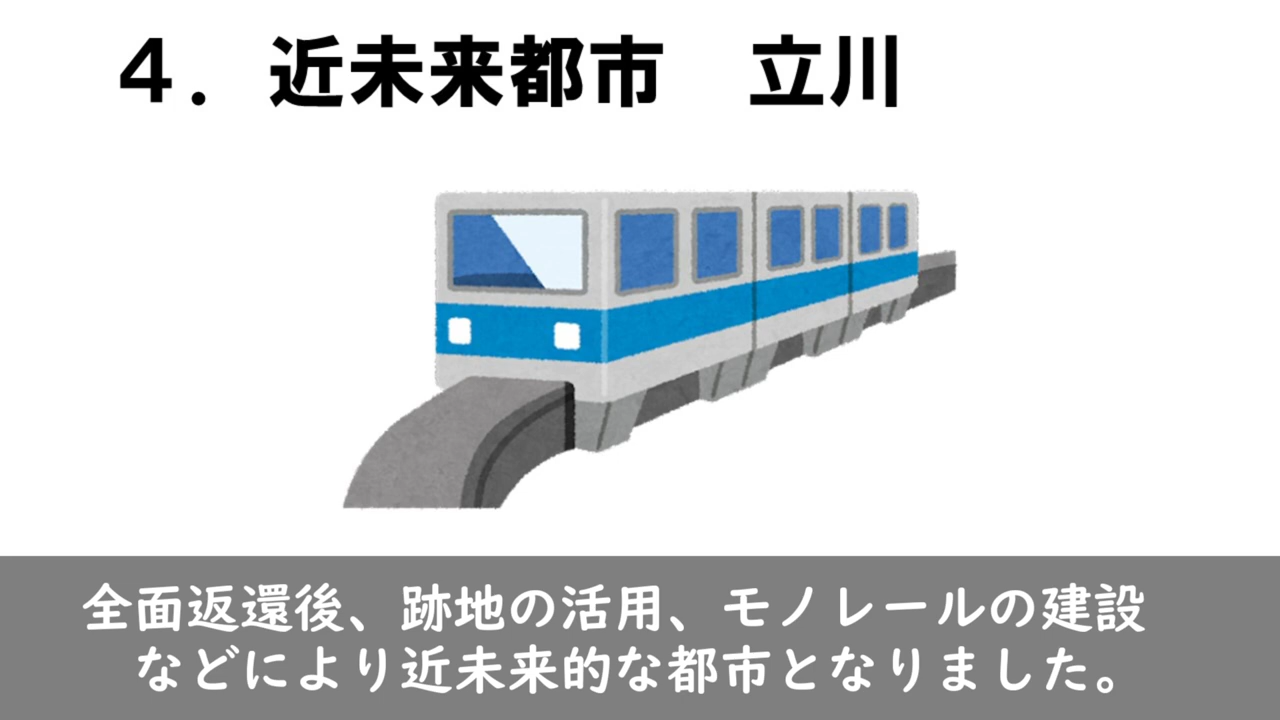 ４．近未来都市　立川
全面返還後、跡地の活用、モノレールの建設
などにより近未来的な都市となりました。